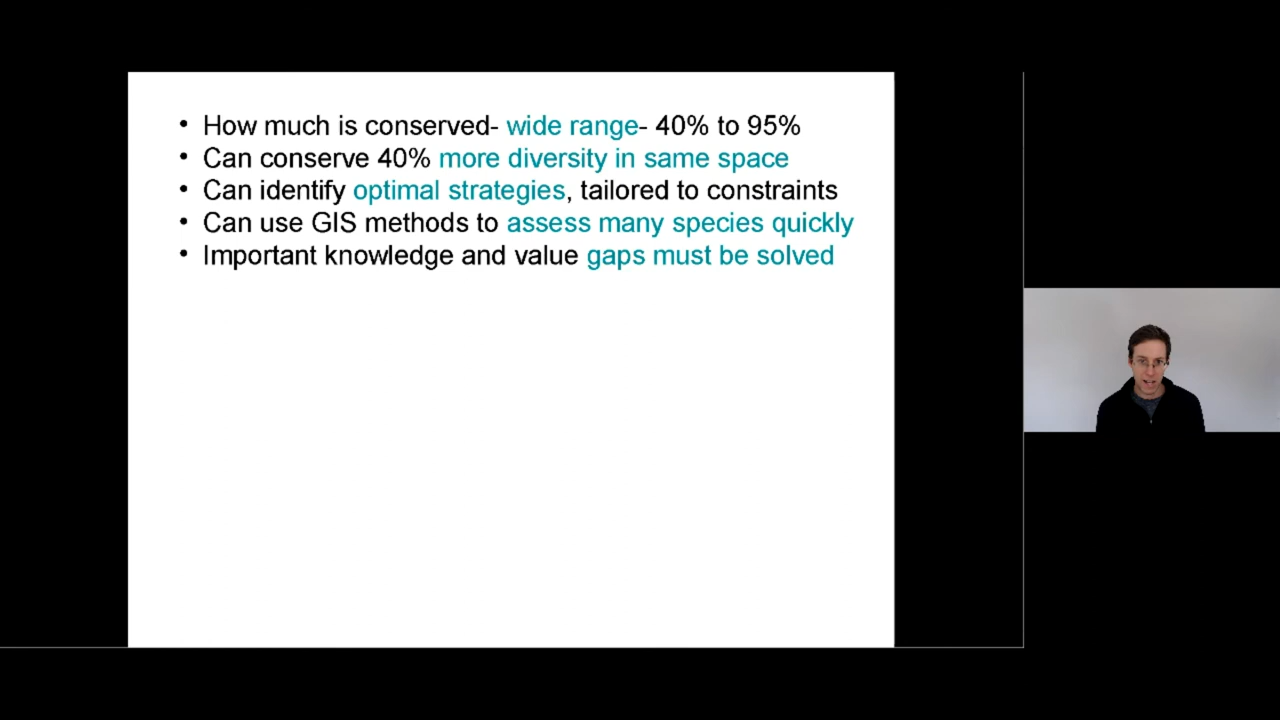 • How much is conserved- wide range- 40% to 95%
• Can conserve 40% more diversity in same space
• Can identify optimal strategies, tailored to constraints
• Can use GIS methods to assess many species quickly
• Important knowledge and value gaps must be solved